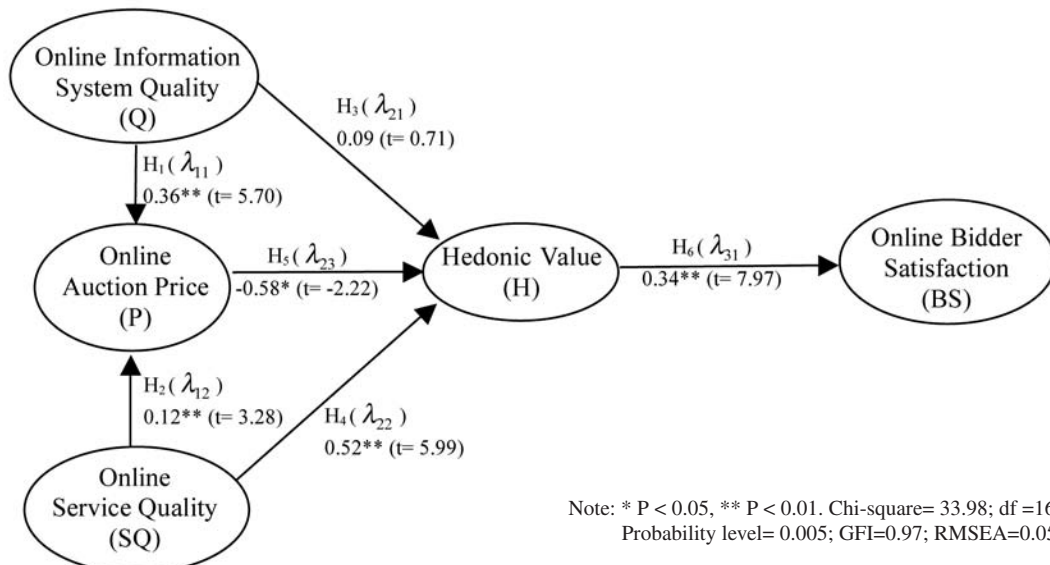 Online Information
System Quality
(Q)
H₃( λ₂₁ )
0.09 (t= 0.71)
H₁( λ₁₁ )
0.36** (t= 5.70)
Online
Auction Price
(P)
H₅( λ₂₃ )
-0.58* (t= -2.22)
Hedonic Value
(H)
H₆( λ₃₁ )
0.34** (t= 7.97)
Online Bidder
Satisfaction
(BS)
H₂( λ₁₂ )
0.12** (t= 3.28)
H₄( λ₂₂ )
0.52** (t= 5.99)
Online
Service Quality
(SQ)
Note: * P < 0.05, ** P < 0.01. Chi-square= 33.98; df =16
Probability level= 0.005; GFI=0.97; RMSEA=0.05